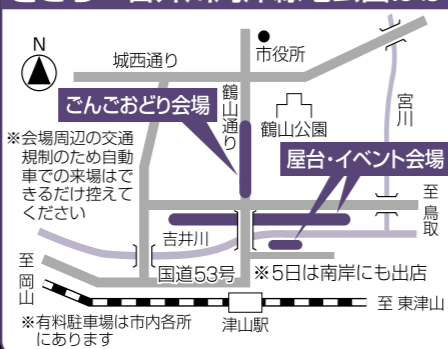 N
城西通り
市役所
鶴山通り
宮川
ごんごおどり会場
鶴山公園
※会場周辺の交通
規制のため自動
車での来場はで
きるだけ控えて
ください
屋台・イベント会場
至鳥取
吉井川
至岡山
国道53号
※5日は南岸にも出店
至 東津山
津山駅
※有料駐車場は市内各所
にあります